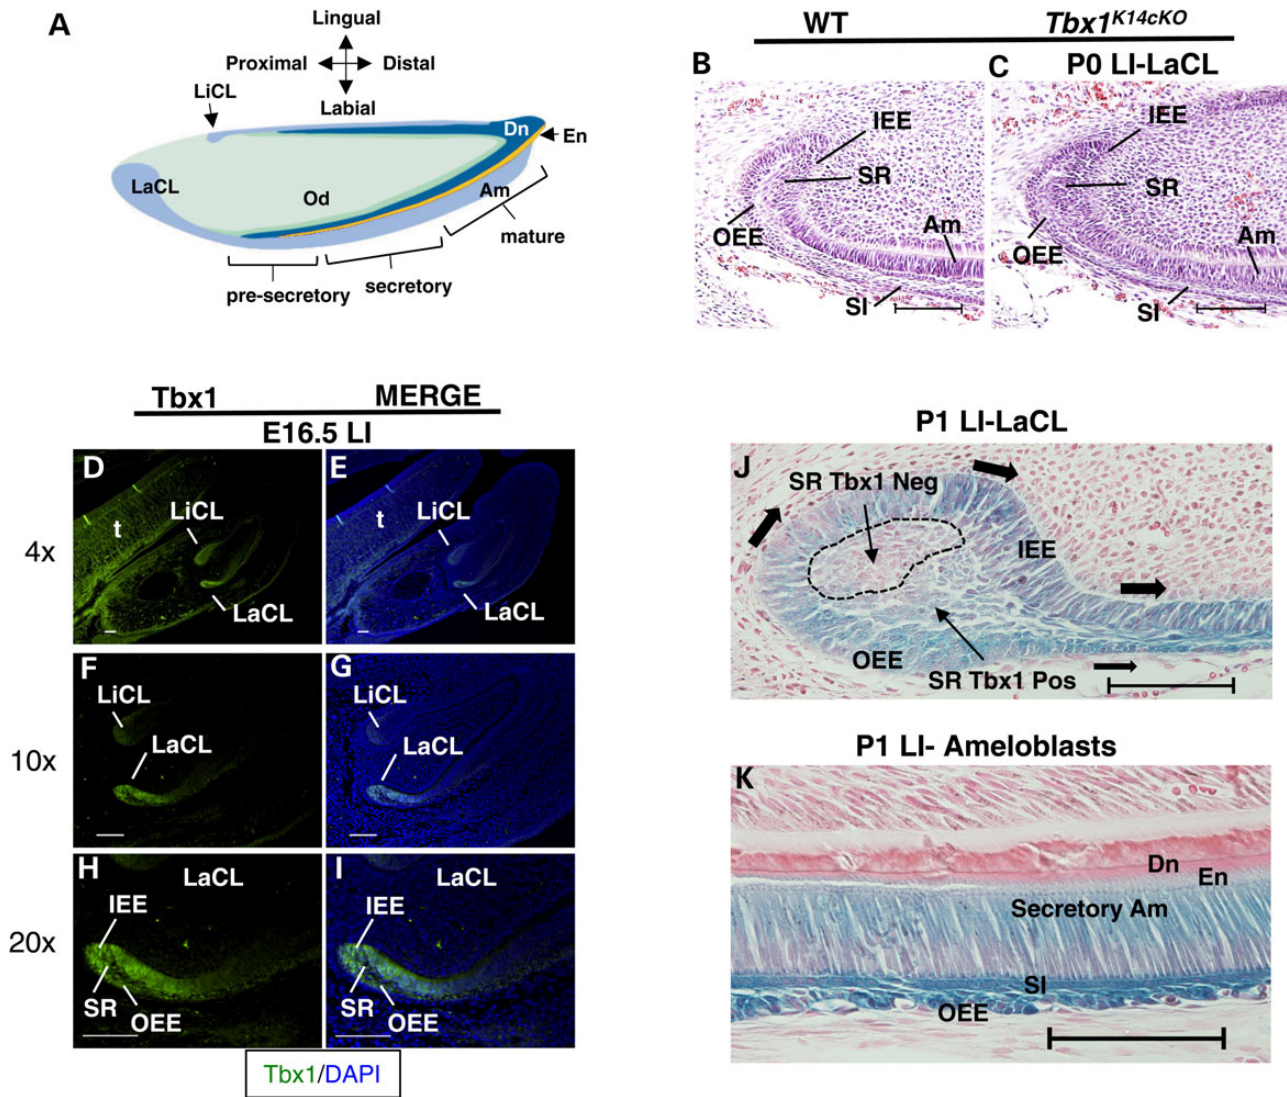 A
Lingual
Proximal Distal
Labial
LiCL
Dn
En
LaCL
Od
Am
mature
secretory
pre-secretory
WT Tbx1K14cKO
B
C P0 LI-LaCL
IEE
SR
OEE
Am
SI
IEE
SR
OEE
Am
SI
Tbx1 MERGE
E16.5 LI
4x
D
t
LiCL
LaCL
E
t
LiCL
LaCL
10x
F
LiCL
LaCL
G
LiCL
LaCL
20x
H
LaCL
IEE
SR
OEE
I
LaCL
IEE
SR
OEE
Tbx1/DAPI
P1 LI-LaCL
J
SR Tbx1 Neg
IEE
OEE
SR Tbx1 Pos
P1 LI- Ameloblasts
K
Dn
En
Secretory Am
SI
OEE